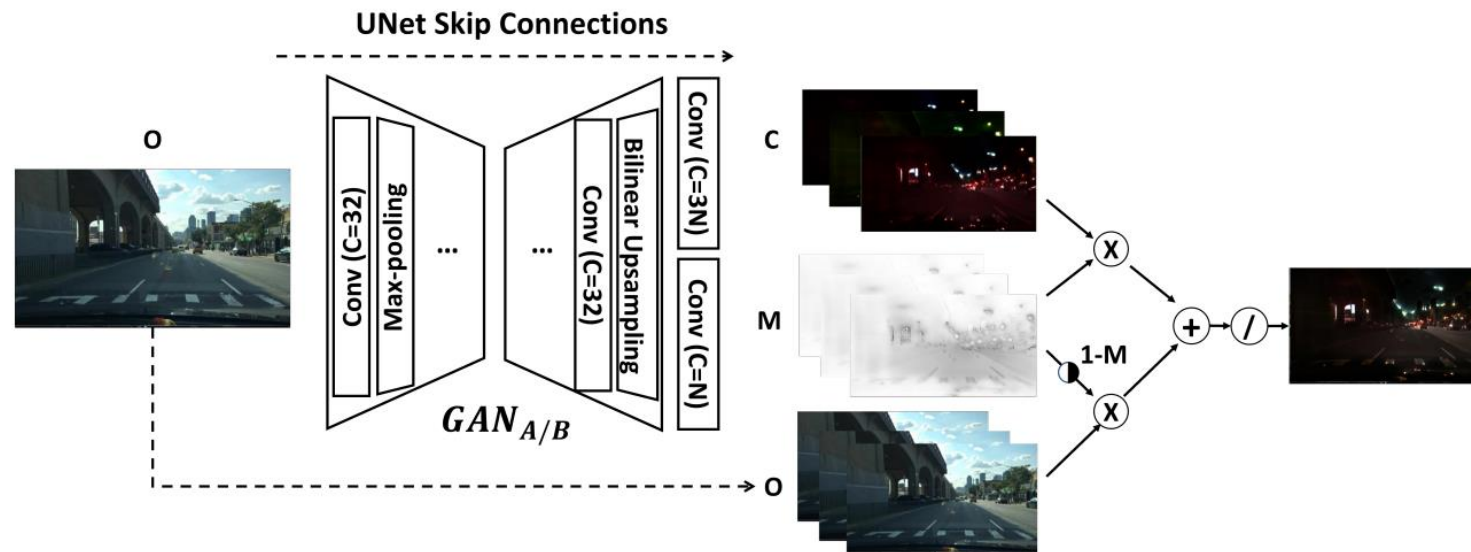 UNet Skip Connections
O
Conv (C=32)
Max-pooling
...
...
Conv (C=32)
Bilinear Upsampling
Conv (C=3N)
Conv (C=N)
GAN_{A/B}
C
M
O
X
1-M
X
+
/